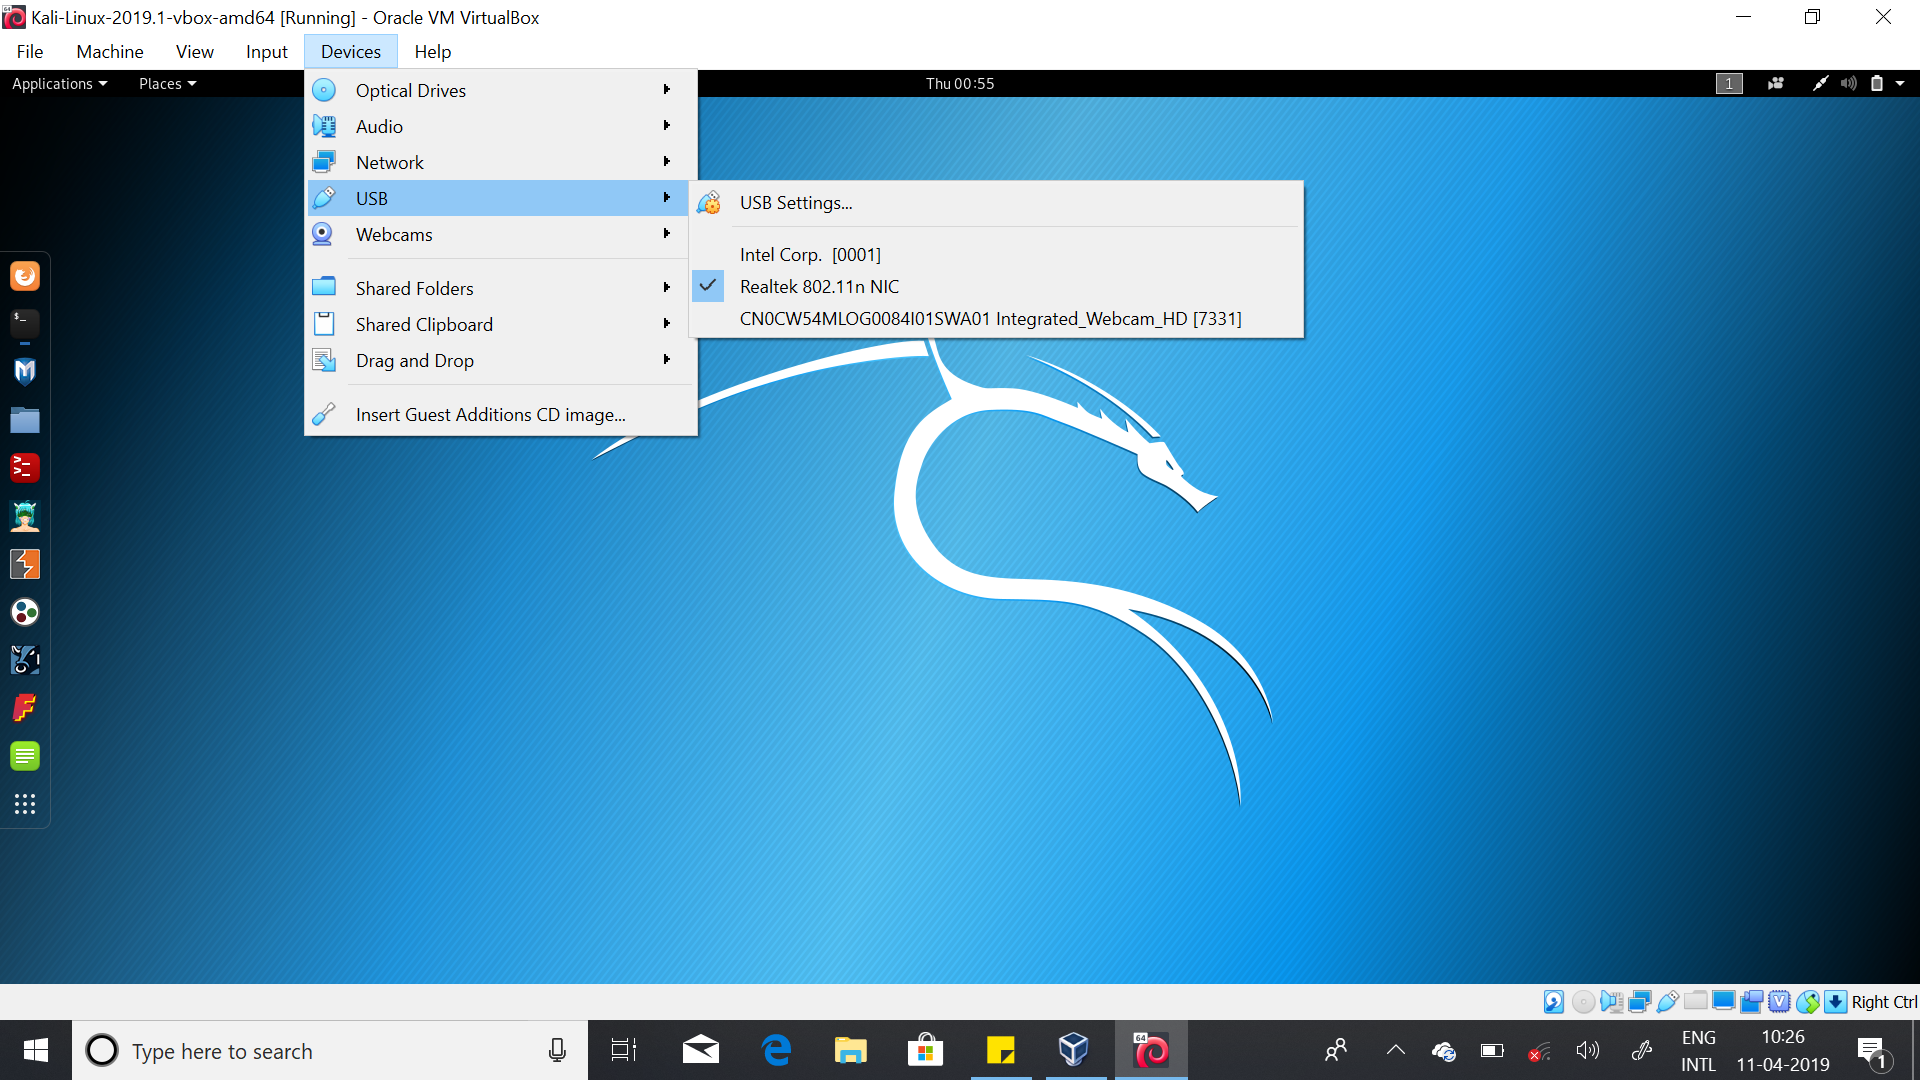 Kali-Linux-2019.1-vbox-amd64 [Running] - Oracle VM VirtualBox
File Machine View Input Devices Help
Applications Places Thu 00:55 1
Optical Drives
Audio
Network
USB
Webcams
Shared Folders
Shared Clipboard
Drag and Drop
Insert Guest Additions CD image...
USB Settings...
Intel Corp. [0001]
Realtek 802.11n NIC
CN0CW54MLOG0084I01SWA01 Integrated_Webcam_HD [7331]
Right Ctrl
Type here to search
64
ENG
INTL
10:26
11-04-2019
1